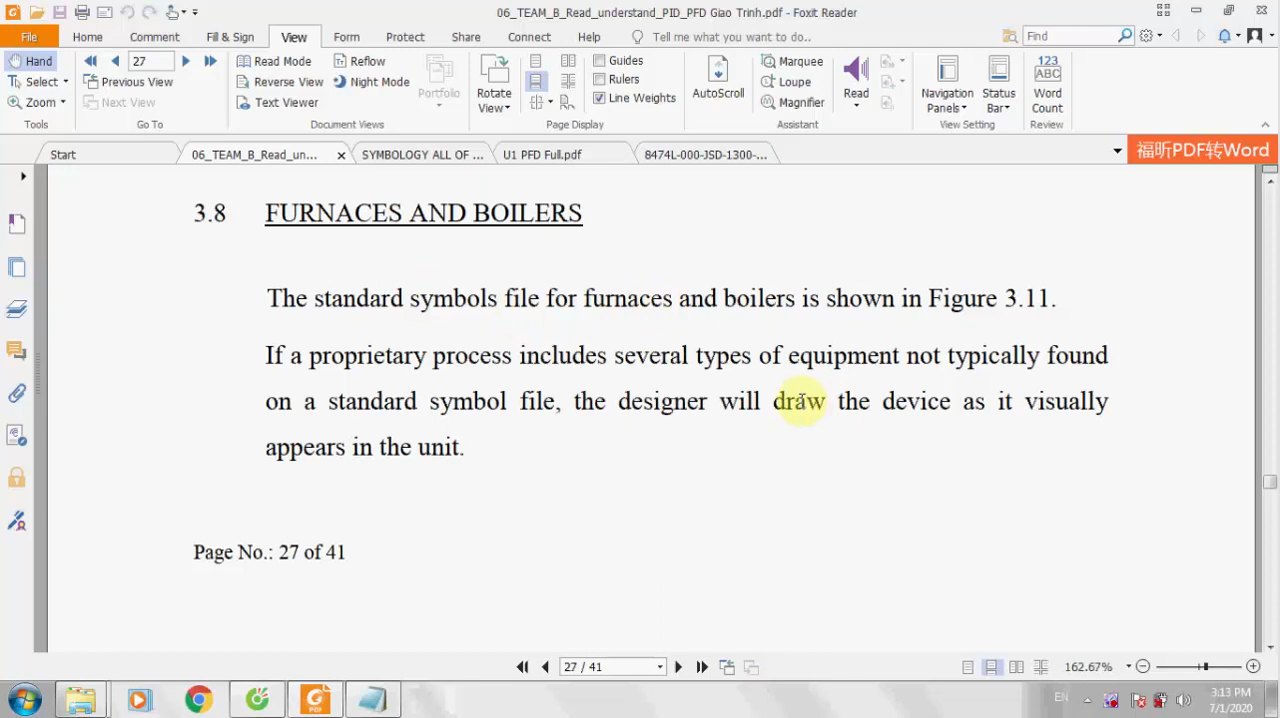 06_TEAM_B_Read_understand_PID_PFD Giao Trinh.pdf - Foxit Reader
File Home Comment Fill & Sign View Form Protect Share Connect Help Tell me what you want to do.. Find
Hand 27 Read Mode Reflow Guides Marquee
Select Previous View Reverse View Night Mode Portfolio Rotate View Rulers AutoScroll Loupe Read Navigation Panels Status Bar 123 ABC Word Count
Zoom Next View Text Viewer Line Weights Magnifier
Tools Go To Document Views Page Display Assistant View Setting Review
Start 06_TEAM_B_Read_un... SYMBOLOGY ALL OF ... U1 PFD Full.pdf 8474L-000-JSD-1300-... 福昕PDF转Word
3.8 FURNACES AND BOILERS
The standard symbols file for furnaces and boilers is shown in Figure 3.11.
If a proprietary process includes several types of equipment not typically found
on a standard symbol file, the designer will draw the device as it visually
appears in the unit.
Page No.: 27 of 41
27 / 41 162.67%
PDF EN 3:13 PM
7/1/2020